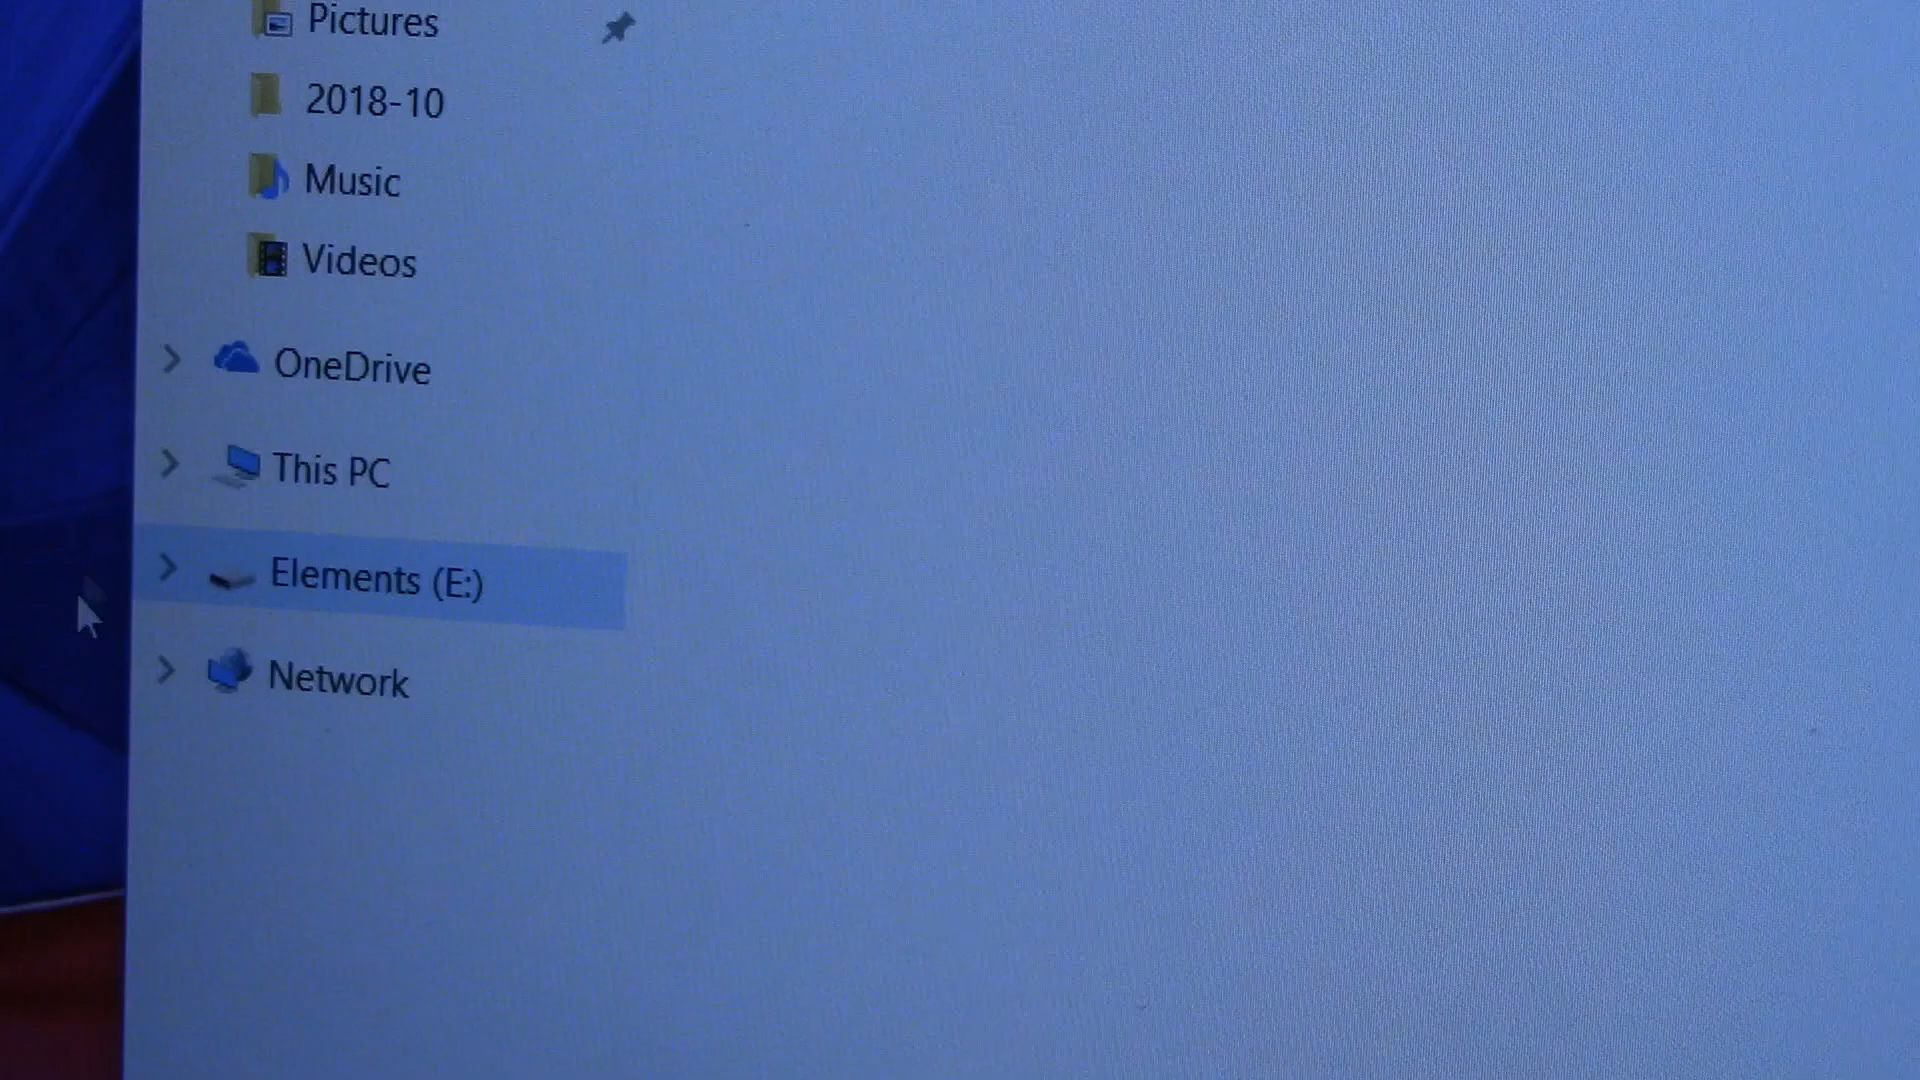 Pictures
2018-10
Music
Videos
OneDrive
This PC
Elements (E:)
Network